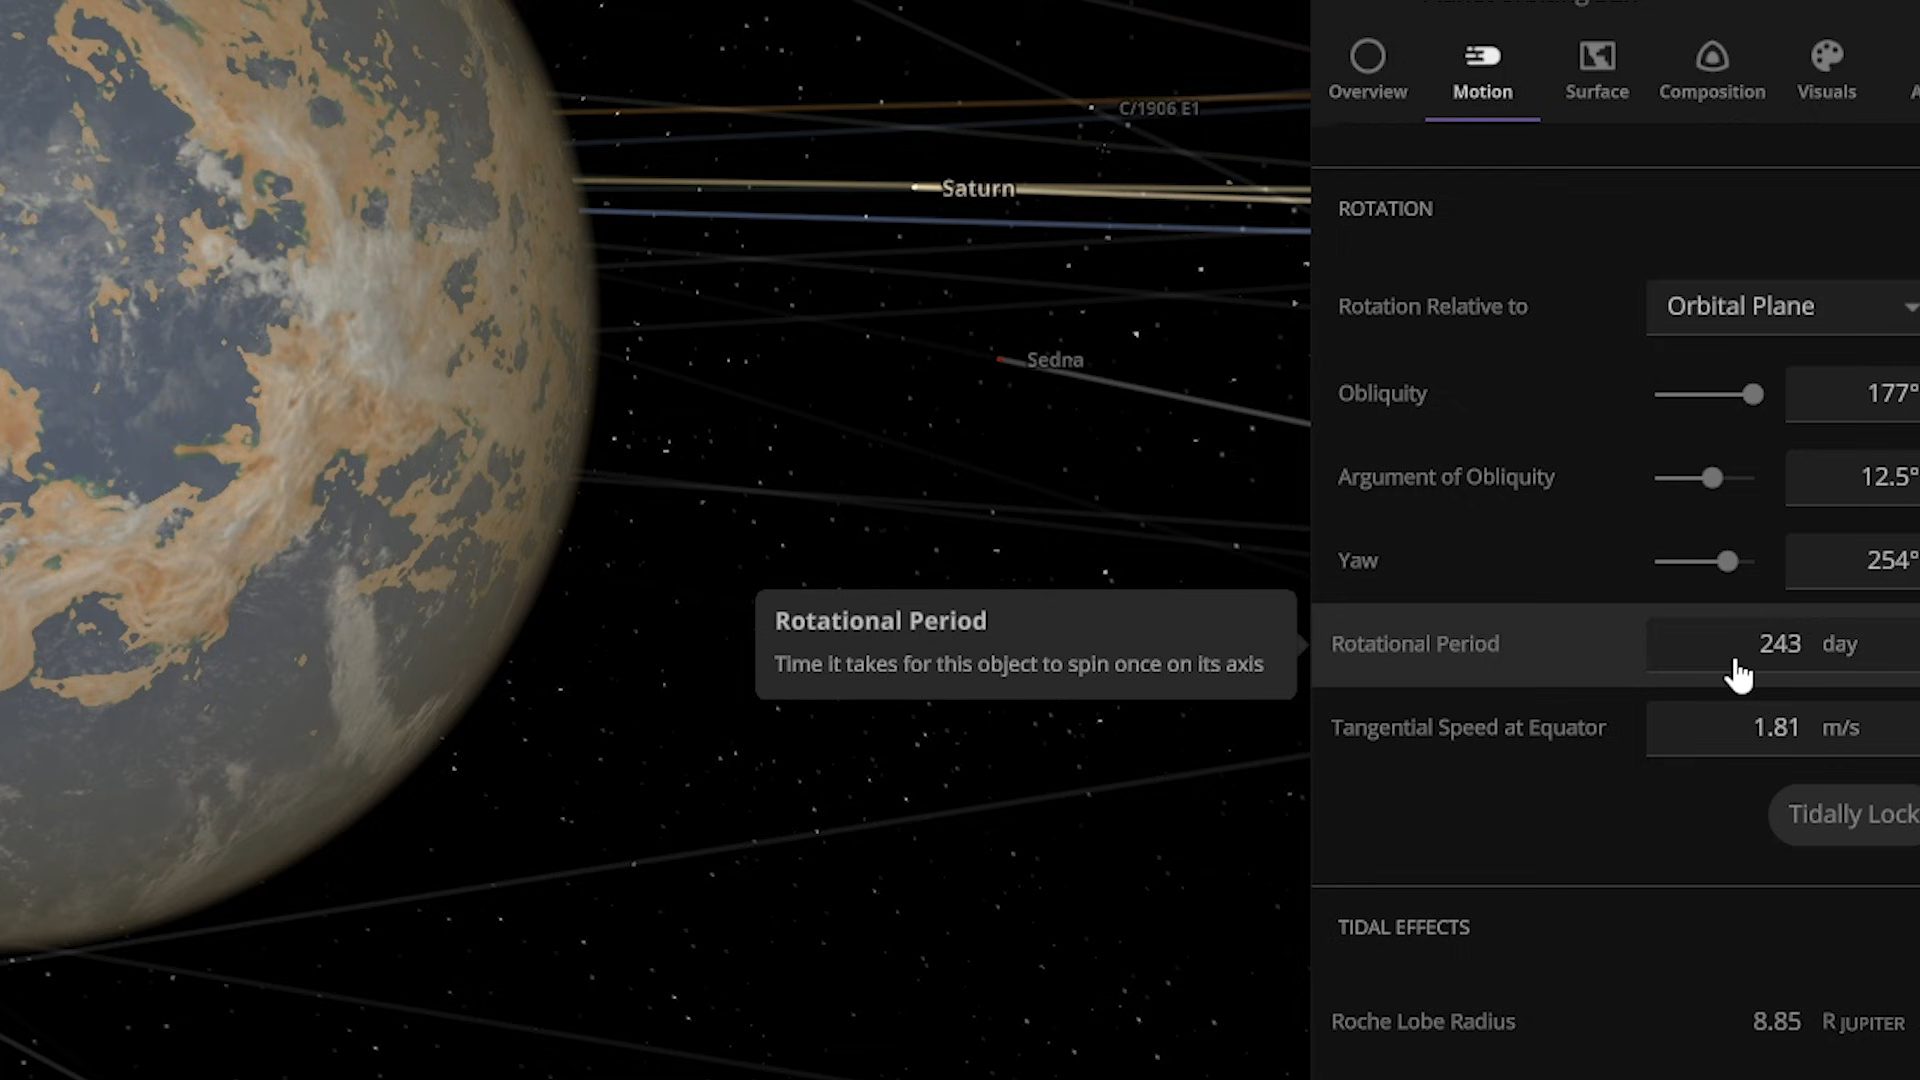 Overview
Motion
Surface
Composition
Visuals
C/1906 E1
Saturn
Sedna
ROTATION
Rotation Relative to
Orbital Plane
Obliquity
177°
Argument of Obliquity
12.5°
Yaw
254°
Rotational Period
243 day
Rotational Period
Time it takes for this object to spin once on its axis
Tangential Speed at Equator
1.81 m/s
Tidally Lock
TIDAL EFFECTS
Roche Lobe Radius
8.85 R JUPITER